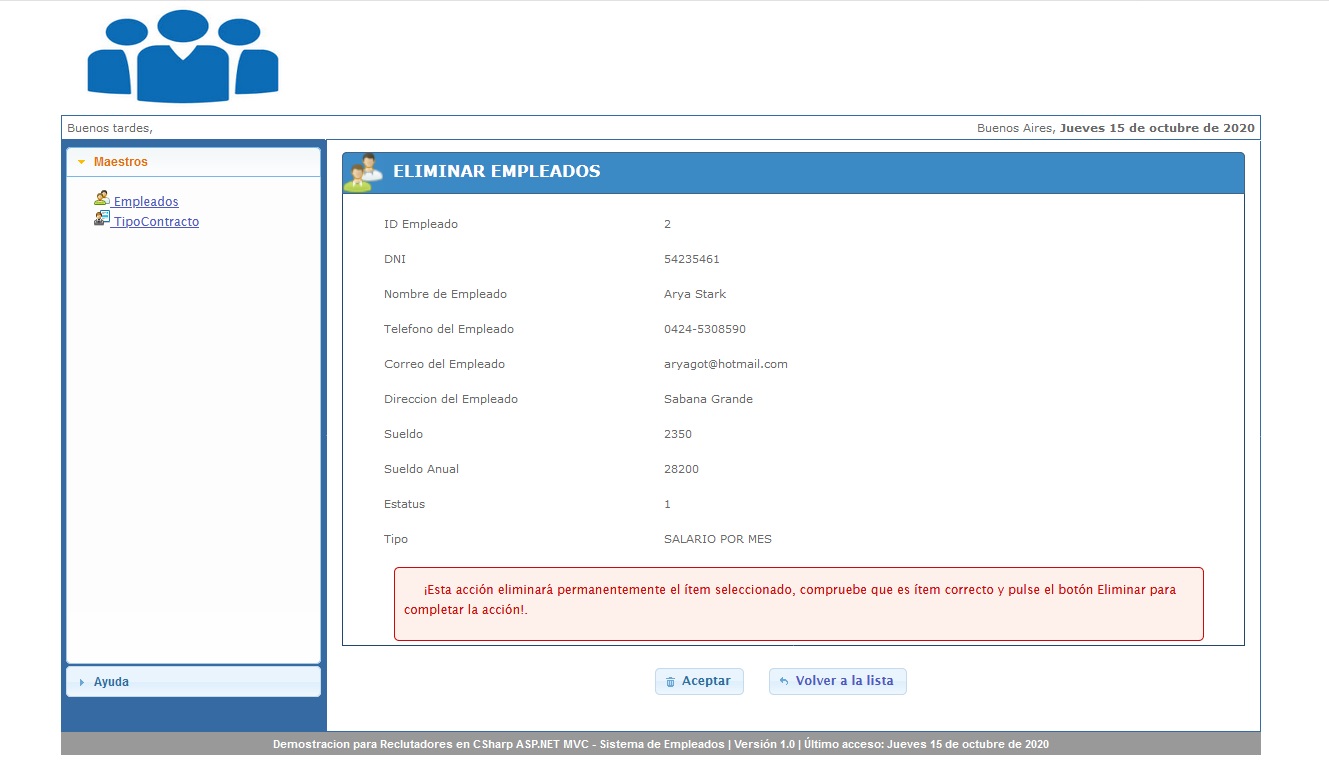 Buenos tardes,
Buenos Aires, Jueves 15 de octubre de 2020
Maestros
Empleados
TipoContracto
Ayuda
ELIMINAR EMPLEADOS
ID Empleado 2
DNI 54235461
Nombre de Empleado Arya Stark
Telefono del Empleado 0424-5308590
Correo del Empleado aryagot@hotmail.com
Direccion del Empleado Sabana Grande
Sueldo 2350
Sueldo Anual 28200
Estatus 1
Tipo SALARIO POR MES
¡Esta acción eliminará permanentemente el ítem seleccionado, compruebe que es ítem correcto y pulse el botón Eliminar para
completar la acción!.
Aceptar
Volver a la lista
Demostracion para Reclutadores en CSharp ASP.NET MVC - Sistema de Empleados | Versión 1.0 | Último acceso: Jueves 15 de octubre de 2020